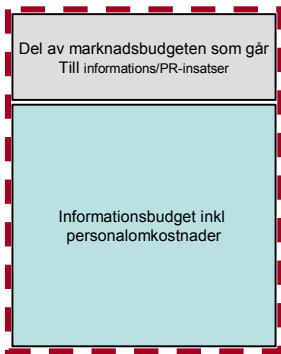 Del av marknadsbudgeten som går
Till informations/PR-insatser
Informationsbudget inkl
personalomkostnader